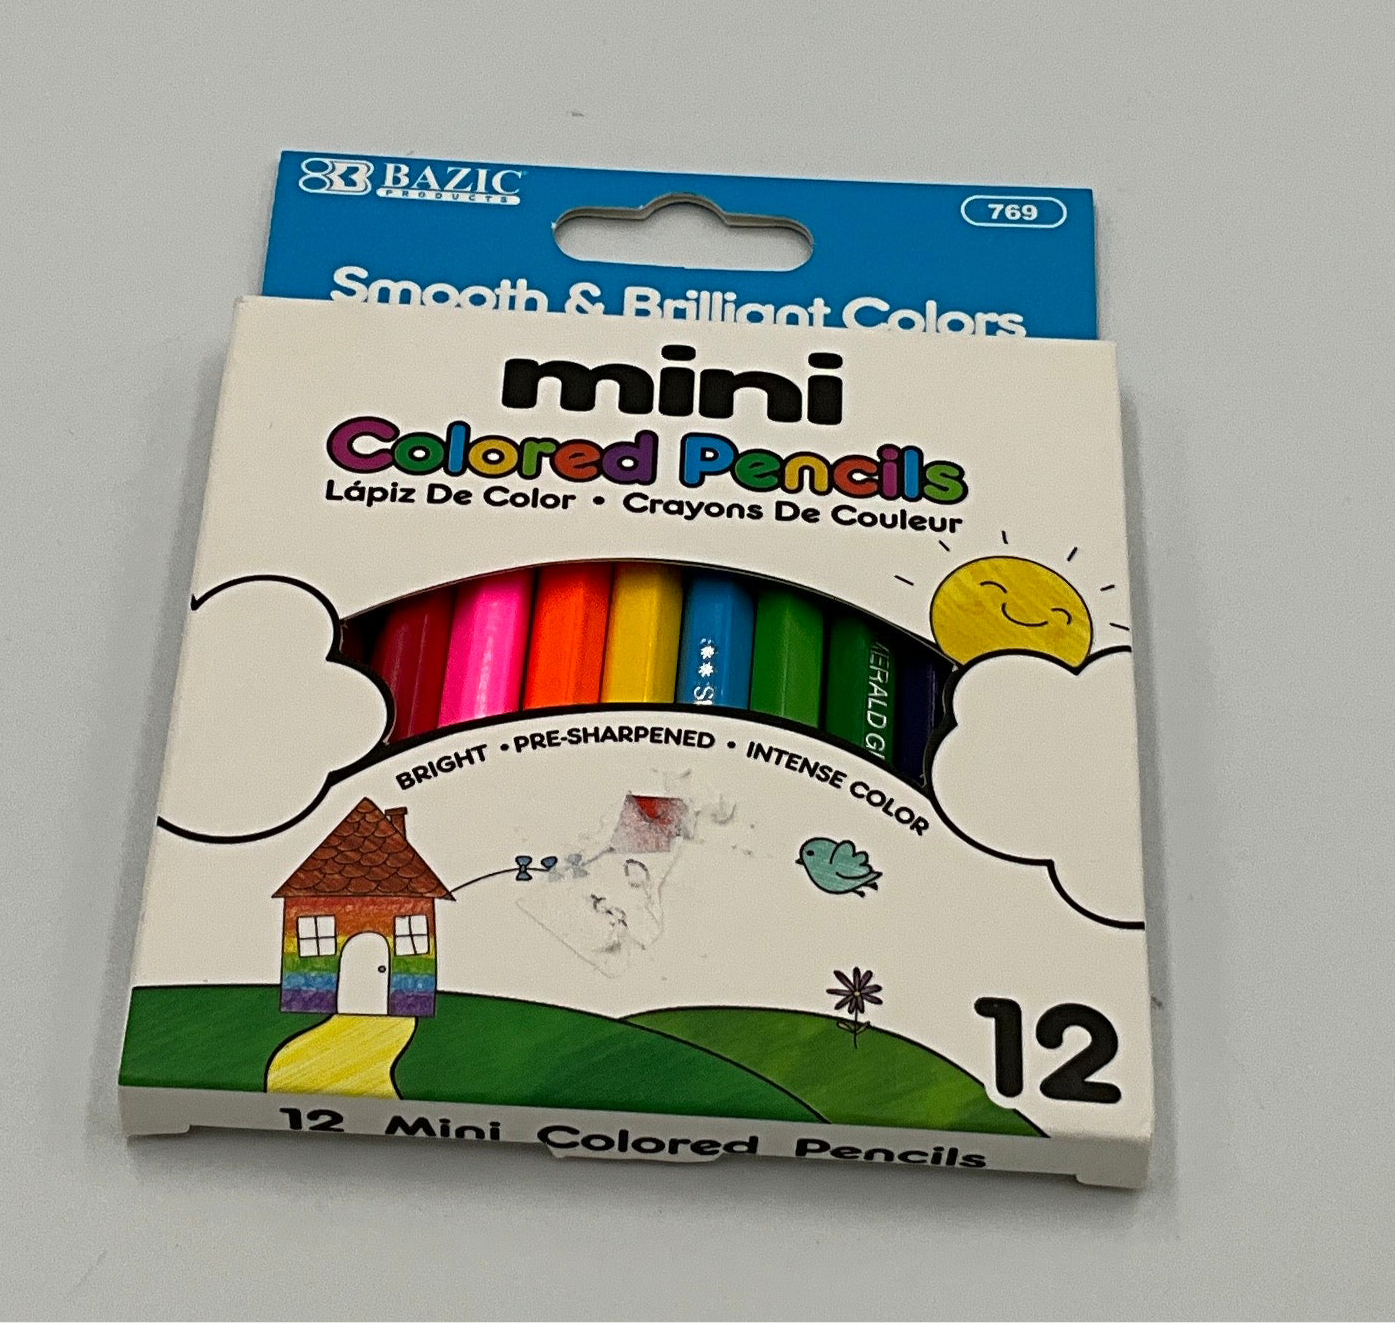 BAZIC
PRODUCTS
769
Smooth & Brilliant Colors
mini
Colored Pencils
Lápiz De Color • Crayons De Couleur
BRIGHT • PRE-SHARPENED • INTENSE COLOR
12
12 Mini Colored Pencils